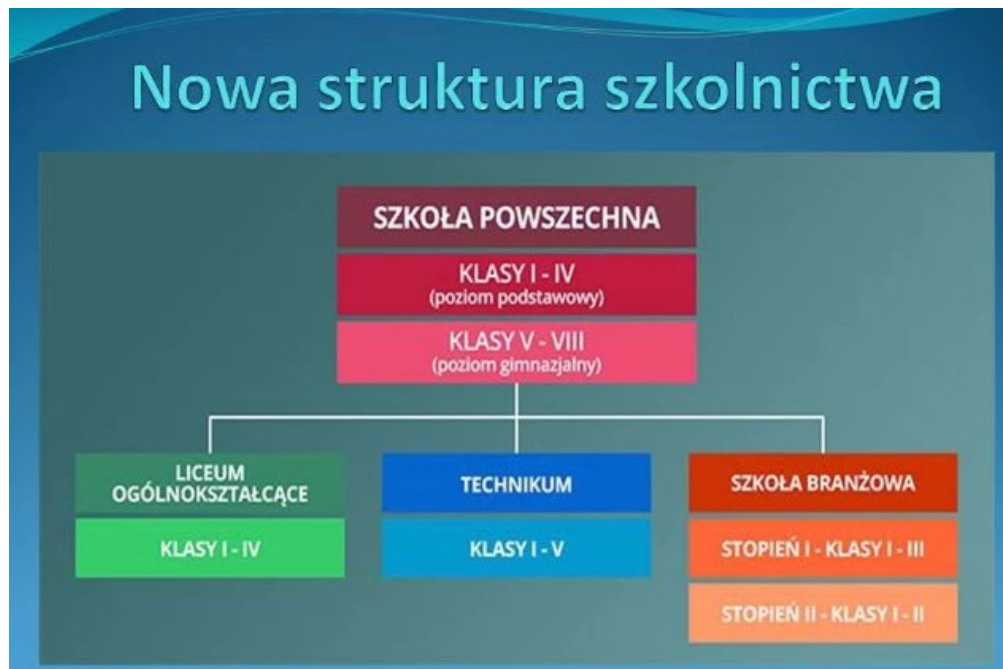 Nowa struktura szkolnictwa
SZKOŁA POWSZECHNA
KLASY I - IV
(poziom podstawowy)
KLASY V - VIII
(poziom gimnazjalny)
LICEUM
OGÓLNOKSZTAŁCĄCE
KLASY I - IV
TECHNIKUM
KLASY I - V
SZKOŁA BRANŻOWA
STOPIEŃ I - KLASY I - III
STOPIEŃ II - KLASY I - II